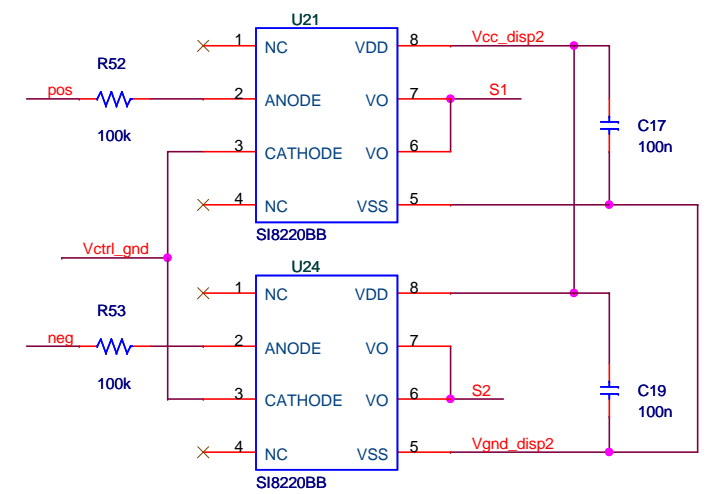 U21
1 NC VDD 8 Vcc_disp2
R52
pos 2 ANODE VO 7 S1
100k
3 CATHODE VO 6
C17
100n
4 NC VSS 5
SI8220BB
Vctrl_gnd
U24
1 NC VDD 8
R53
neg 2 ANODE VO 7
100k
3 CATHODE VO 6 S2
C19
100n
4 NC VSS 5 Vgnd_disp2
SI8220BB